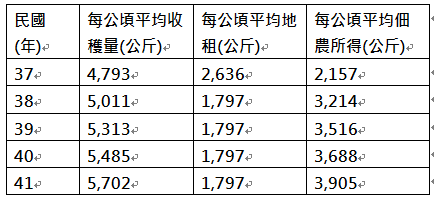 民國 每公頃平均收 每公頃平均地 每公頃平均佃
(年) 穫量(公斤) 租(公斤) 農所得(公斤)
37 4,793 2,636 2,157
38 5,011 1,797 3,214
39 5,313 1,797 3,516
40 5,485 1,797 3,688
41 5,702 1,797 3,905